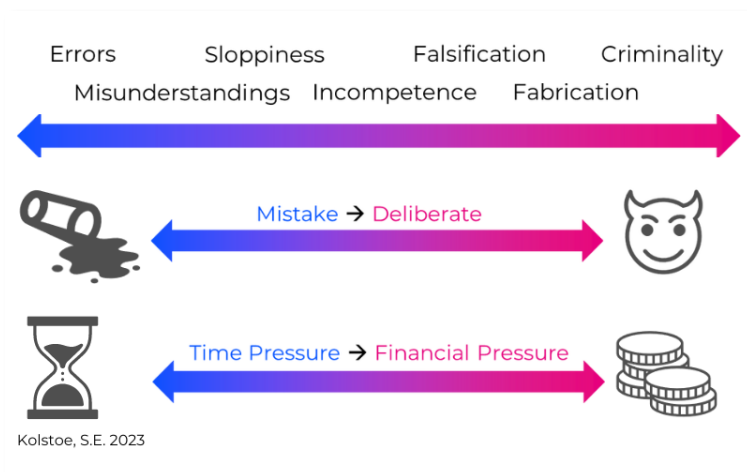 Errors Sloppiness Falsification Criminality
Misunderstandings Incompetence Fabrication
Mistake → Deliberate
Time Pressure → Financial Pressure
Kolstoe, S.E. 2023